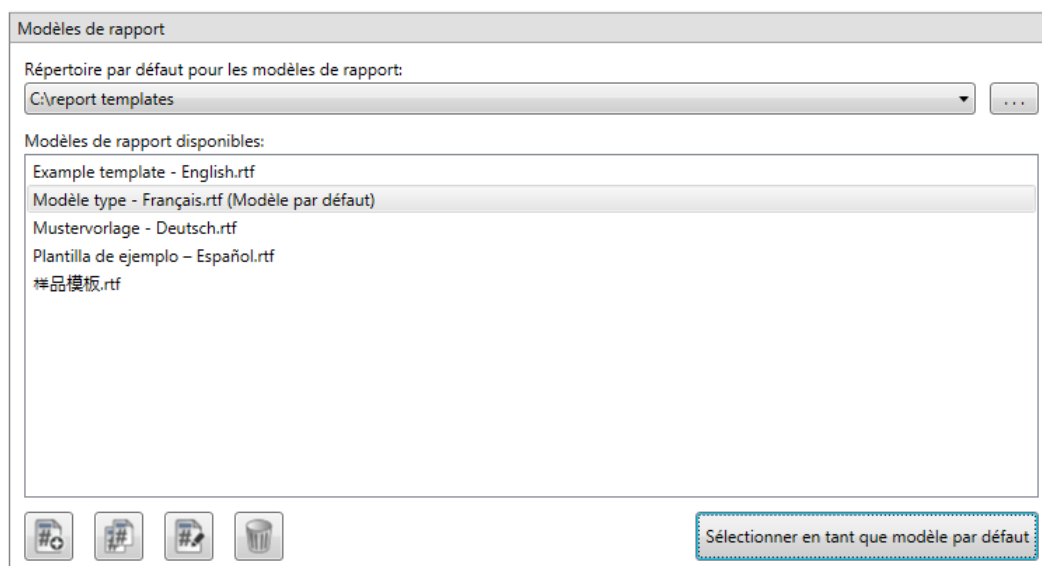 Modèles de rapport
Répertoire par défaut pour les modèles de rapport:
C:\report templates
...
Modèles de rapport disponibles:
Example template - English.rtf
Modèle type - Français.rtf (Modèle par défaut)
Mustervorlage - Deutsch.rtf
Plantilla de ejemplo – Español.rtf
样品模板.rtf
Sélectionner en tant que modèle par défaut